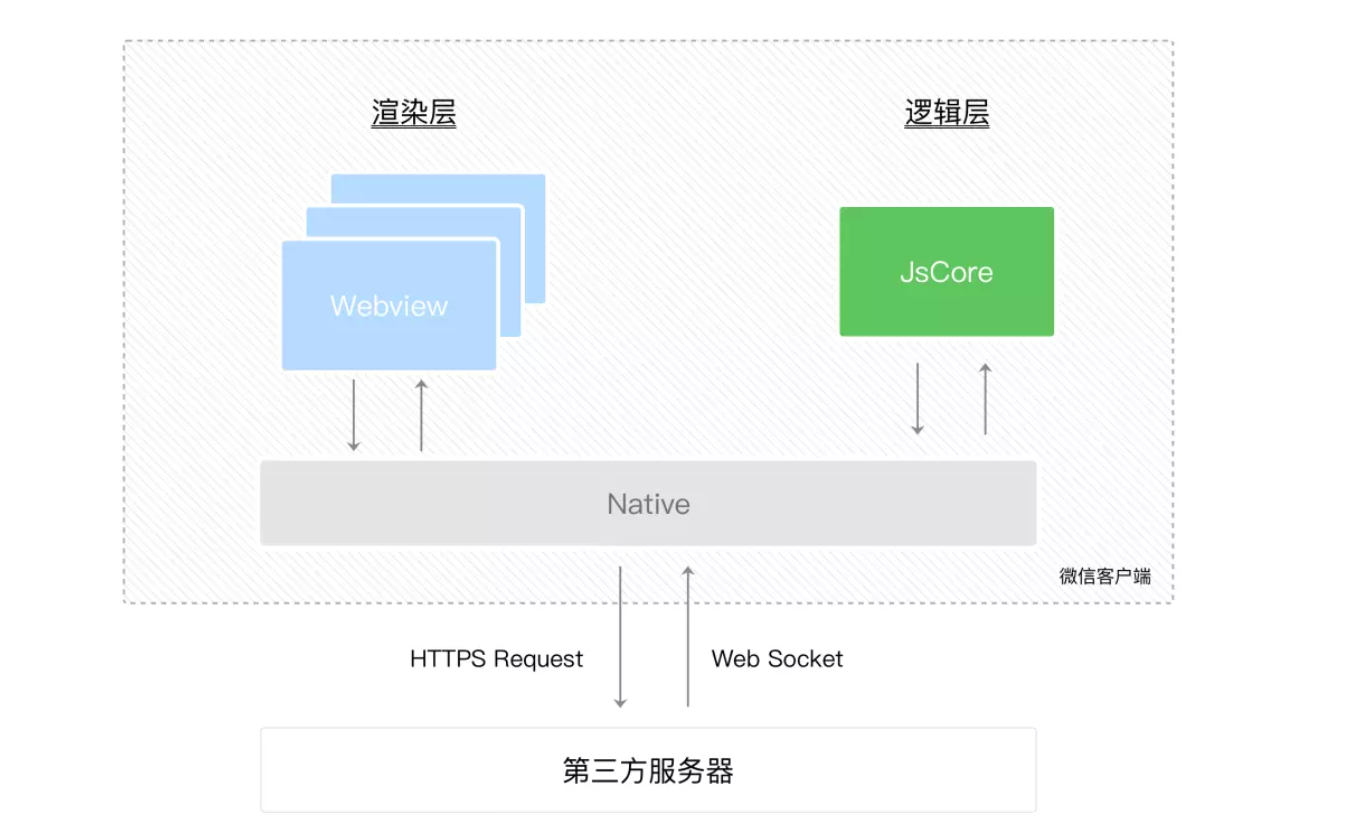 渲染层
逻辑层
Webview
JsCore
Native
微信客户端
HTTPS Request
Web Socket
第三方服务器